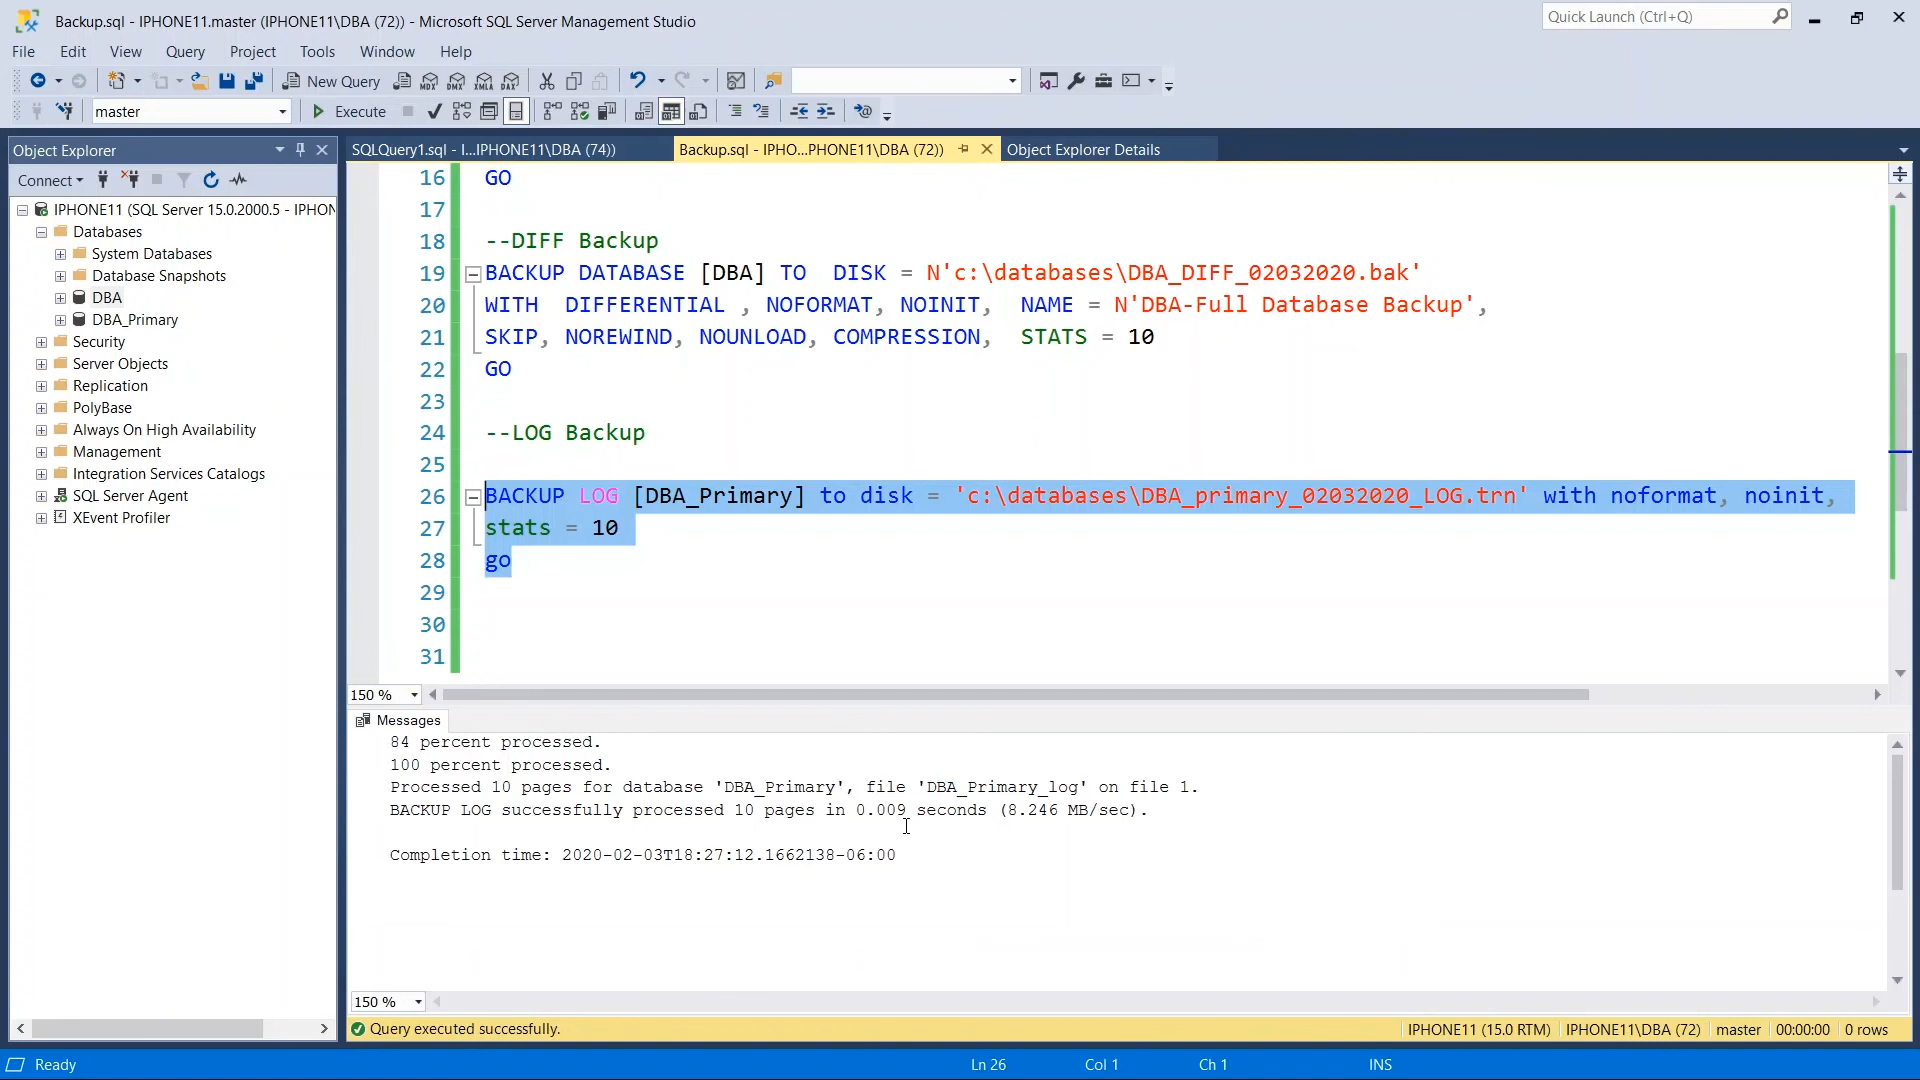 Backup.sql - IPHONE11.master (IPHONE11\DBA (72)) - Microsoft SQL Server Management Studio
Quick Launch (Ctrl+Q)
File Edit View Query Project Tools Window Help
New Query
MDX DMX XMLA DAX
master
Execute
Object Explorer
SQLQuery1.sql - I...IPHONE11\DBA (74))
Backup.sql - IPHO...PHONE11\DBA (72))
Object Explorer Details
Connect
IPHONE11 (SQL Server 15.0.2000.5 - IPHON
Databases
System Databases
Database Snapshots
DBA
DBA_Primary
Security
Server Objects
Replication
PolyBase
Always On High Availability
Management
Integration Services Catalogs
SQL Server Agent
XEvent Profiler
16 GO
17
18 --DIFF Backup
19 BACKUP DATABASE [DBA] TO DISK = N'c:\databases\DBA_DIFF_02032020.bak'
20 WITH DIFFERENTIAL , NOFORMAT, NOINIT, NAME = N'DBA-Full Database Backup',
21 SKIP, NOREWIND, NOUNLOAD, COMPRESSION, STATS = 10
22 GO
23
24 --LOG Backup
25
26 BACKUP LOG [DBA_Primary] to disk = 'c:\databases\DBA_primary_02032020_LOG.trn' with noformat, noinit,
27 stats = 10
28 go
29
30
31
150 %
Messages
84 percent processed.
100 percent processed.
Processed 10 pages for database 'DBA_Primary', file 'DBA_Primary_log' on file 1.
BACKUP LOG successfully processed 10 pages in 0.009 seconds (8.246 MB/sec).
Completion time: 2020-02-03T18:27:12.1662138-06:00
150 %
Query executed successfully.
IPHONE11 (15.0 RTM) IPHONE11\DBA (72) master 00:00:00 0 rows
Ready
Ln 26 Col 1 Ch 1 INS